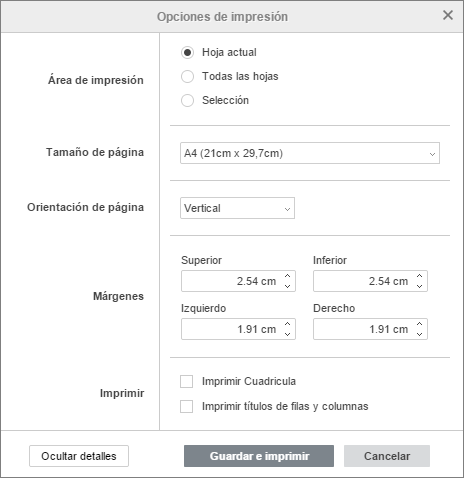 Opciones de impresión
Área de impresión
Hoja actual
Todas las hojas
Selección
Tamaño de página
A4 (21cm x 29,7cm)
Orientación de página
Vertical
Márgenes
Superior Inferior
2.54 cm 2.54 cm
Izquierdo Derecho
1.91 cm 1.91 cm
Imprimir
Imprimir Cuadricula
Imprimir títulos de filas y columnas
Ocultar detalles Guardar e imprimir Cancelar